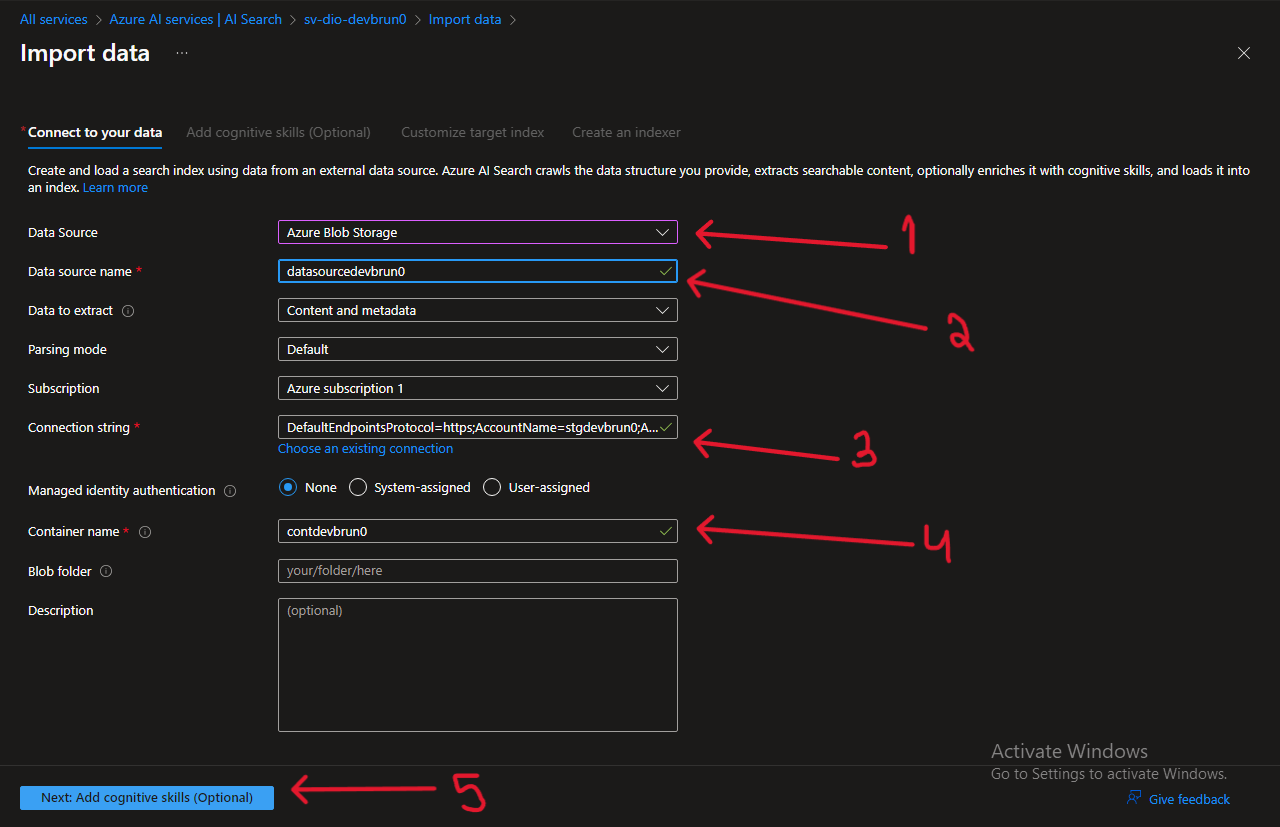 All services > Azure AI services | AI Search > sv-dio-devbrun0 > Import data >
Import data ...
* Connect to your data Add cognitive skills (Optional) Customize target index Create an indexer
Create and load a search index using data from an external data source. Azure AI Search crawls the data structure you provide, extracts searchable content, optionally enriches it with cognitive skills, and loads it into
an index. Learn more
Data Source Azure Blob Storage 1
Data source name * datasourcedevbrun0
2
Data to extract Content and metadata
Parsing mode Default
Subscription Azure subscription 1
Connection string * DefaultEndpointsProtocol=https;AccountName=stgdevbrun0;A...
Choose an existing connection 3
Managed identity authentication None System-assigned User-assigned
Container name * contdevbrun0 4
Blob folder your/folder/here
Description (optional)
Activate Windows
Go to Settings to activate Windows.
Next: Add cognitive skills (Optional) 5
Give feedback